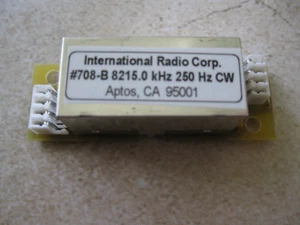 International Radio Corp.
#708-B 8215.0 kHz 250 Hz CW
Aptos, CA 95001